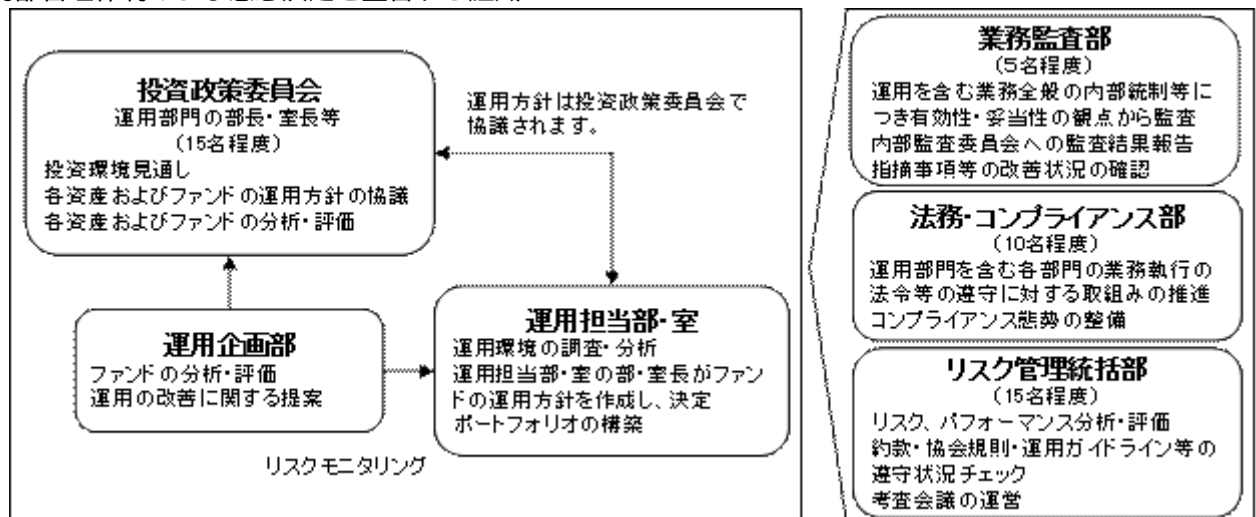 投資政策委員会
運用部門の部長・室長等
（15名程度）
投資環境見通し
各資産およびファンドの運用方針の協議
各資産およびファンドの分析・評価
運用方針は投資政策委員会で
協議されます。
運用企画部
ファンドの分析・評価
運用の改善に関する提案
運用担当部・室
運用環境の調査・分析
運用担当部・室の部・室長がファン
ドの運用方針を作成し、決定
ポートフォリオの構築
リスクモニタリング
業務監査部
（5名程度）
運用を含む業務全般の内部統制等に
つき有効性・妥当性の観点から監査
内部監査委員会への監査結果報告
指摘事項等の改善状況の確認
法務・コンプライアンス部
（10名程度）
運用部門を含む各部門の業務執行の
法令等の遵守に対する取組みの推進
コンプライアンス態勢の整備
リスク管理統括部
（15名程度）
リスク、パフォーマンス分析・評価
約款・協会規則・運用ガイドライン等の
遵守状況チェック
考査会議の運営